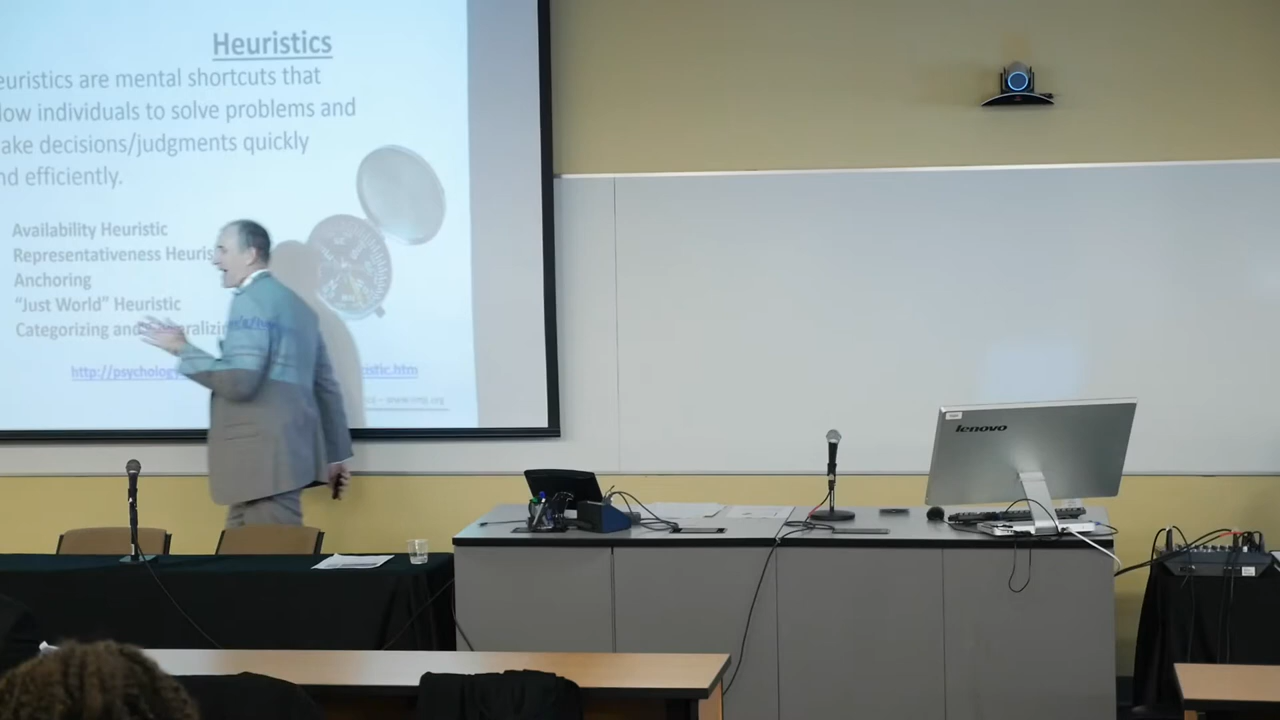 Heuristics
euristics are mental shortcuts that
low individuals to solve problems and
ake decisions/judgments quickly
nd efficiently.
Availability Heuristic
Representativeness Heuris
Anchoring
"Just World" Heuristic
Categorizing and
http://psychology istic.htm
lenovo